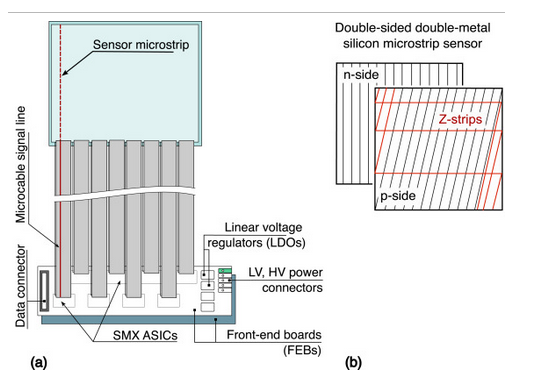 Double-sided double-metal
silicon microstrip sensor
Sensor microstrip
n-side
Z-strips
p-side
Microcable signal line
Linear voltage
regulators (LDOs)
LV, HV power
connectors
Data connector
SMX ASICs
Front-end boards
(FEBs)
(a)
(b)